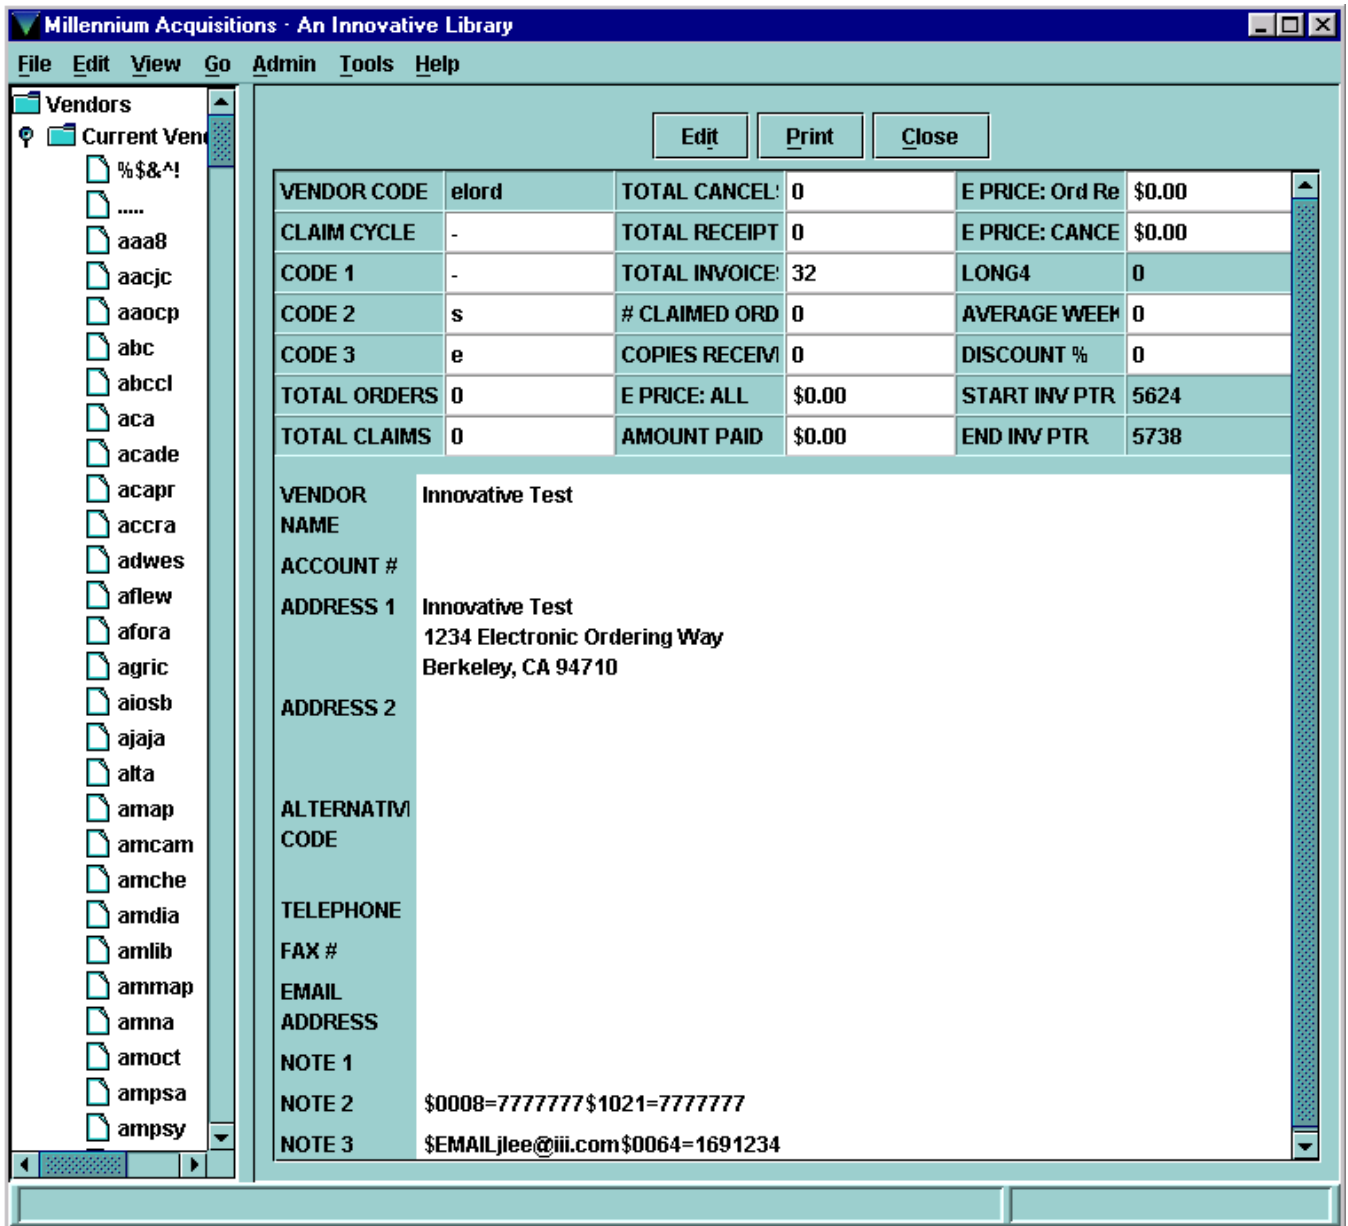 Millennium Acquisitions · An Innovative Library
File Edit View Go Admin Tools Help
Vendors
Current Ven
%$&^!
.....
aaa8
aacjc
aaocp
abc
abccl
aca
acade
acapr
accra
adwes
aflew
afora
agric
aiosb
ajaja
alta
amap
amcam
amche
amdia
amlib
ammap
amna
amoct
ampsa
ampsy
Edit Print Close
VENDOR CODE elord TOTAL CANCEL 0 E PRICE: Ord Re $0.00
CLAIM CYCLE - TOTAL RECEIPT 0 E PRICE: CANCE $0.00
CODE 1 - TOTAL INVOICE 32 LONG4 0
CODE 2 s # CLAIMED ORD 0 AVERAGE WEEK 0
CODE 3 e COPIES RECEIV 0 DISCOUNT % 0
TOTAL ORDERS 0 E PRICE: ALL $0.00 START INV PTR 5624
TOTAL CLAIMS 0 AMOUNT PAID $0.00 END INV PTR 5738
VENDOR Innovative Test
NAME
ACCOUNT #
ADDRESS 1 Innovative Test
1234 Electronic Ordering Way
Berkeley, CA 94710
ADDRESS 2
ALTERNATIV
CODE
TELEPHONE
FAX #
EMAIL
ADDRESS
NOTE 1
NOTE 2 $0008=7777777$1021=7777777
NOTE 3 $EMAILjlee@iii.com$0064=1691234